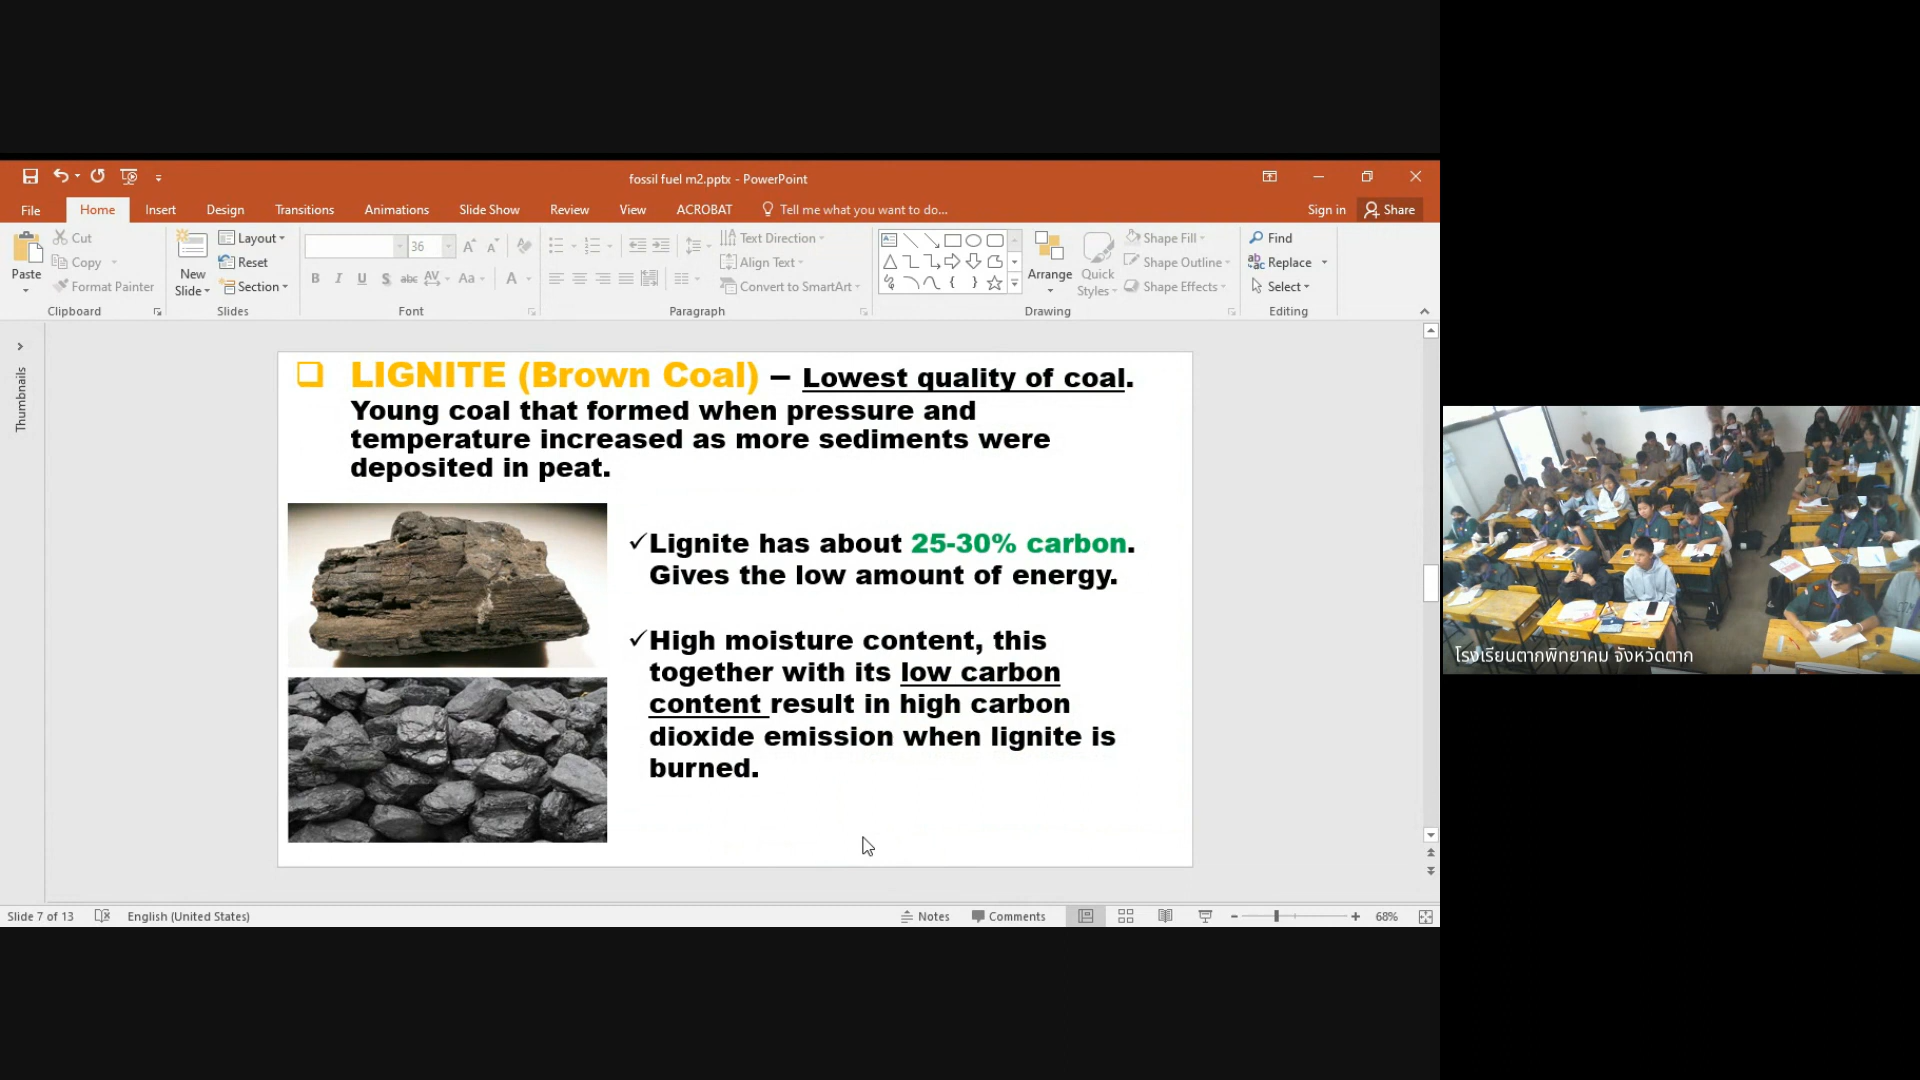 fossil fuel m2.pptx - PowerPoint
File Home Insert Design Transitions Animations Slide Show Review View ACROBAT Tell me what you want to do... Sign in Share
Paste
Cut
Copy
Format Painter
Clipboard
New Slide
Layout
Reset
Section
Slides
36
B I U S abc AV Aa A
Font
Text Direction
Align Text
Convert to SmartArt
Paragraph
Arrange
Quick Styles
Shape Fill
Shape Outline
Shape Effects
Drawing
Find
Replace
Select
Editing
Thumbnails
LIGNITE (Brown Coal) – Lowest quality of coal.
Young coal that formed when pressure and
temperature increased as more sediments were
deposited in peat.
Lignite has about 25-30% carbon.
Gives the low amount of energy.
High moisture content, this
together with its low carbon
content result in high carbon
dioxide emission when lignite is
burned.
Slide 7 of 13 English (United States) Notes Comments 68%
โรงเรียนตากพิทยาคม จังหวัดตาก